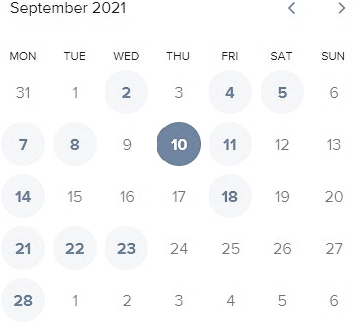 September 2021
MON TUE WED THU FRI SAT SUN
31 1 2 3 4 5 6
7 8 9 10 11 12 13
14 15 16 17 18 19 20
21 22 23 24 25 26 27
28 1 2 3 4 5 6